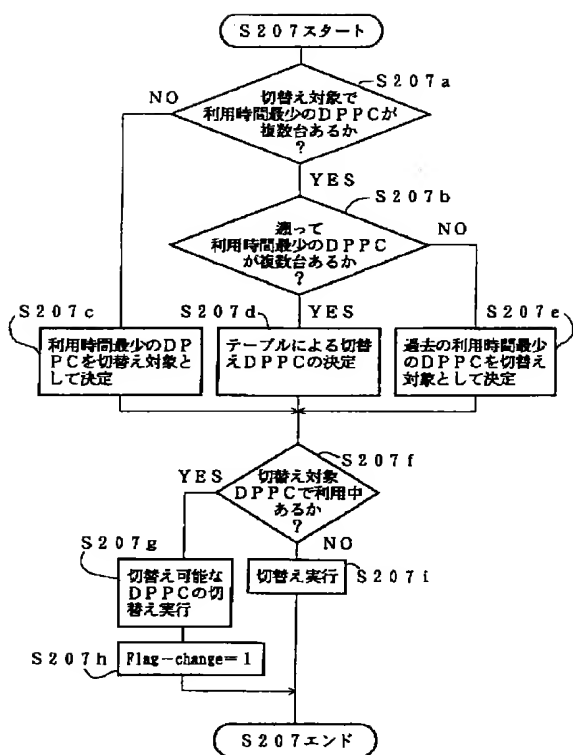 S207スタート
S207a
NO
切替え対象で
利用時間最少のDPPCが
複数台あるか
?
YES
S207b
遡って
利用時間最少のDPPC
が複数台あるか
?
NO
S207c
S207d
YES
S207e
利用時間最少のDP
PCを切替え対象と
して決定
テーブルによる切替
えDPPCの決定
過去の利用時間最少
のDPPCを切替え
対象として決定
S207f
YES
切替え対象
DPPCで利用中
あるか
?
NO
S207g
切替え可能な
DPPCの切
替え実行
切替え実行
S207i
S207h
Flag-change=1
S207エンド